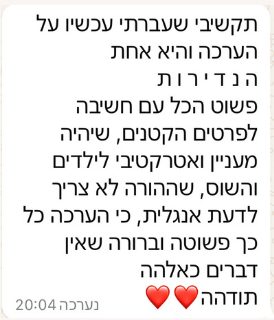 תקשיבי שעברתי עכשיו על
הערכה והיא אחת
ה נ ד י ר ו ת
פשוט הכל עם חשיבה
לפרטים הקטנים, שיהיה
מעניין ואטרקטיבי לילדים
והשוס, שההורה לא צריך
לדעת אנגלית, כי הערכה כל
כך פשוטה וברורה שאין
דברים כאלהה
תודהה❤️❤️
נערכה 20:04